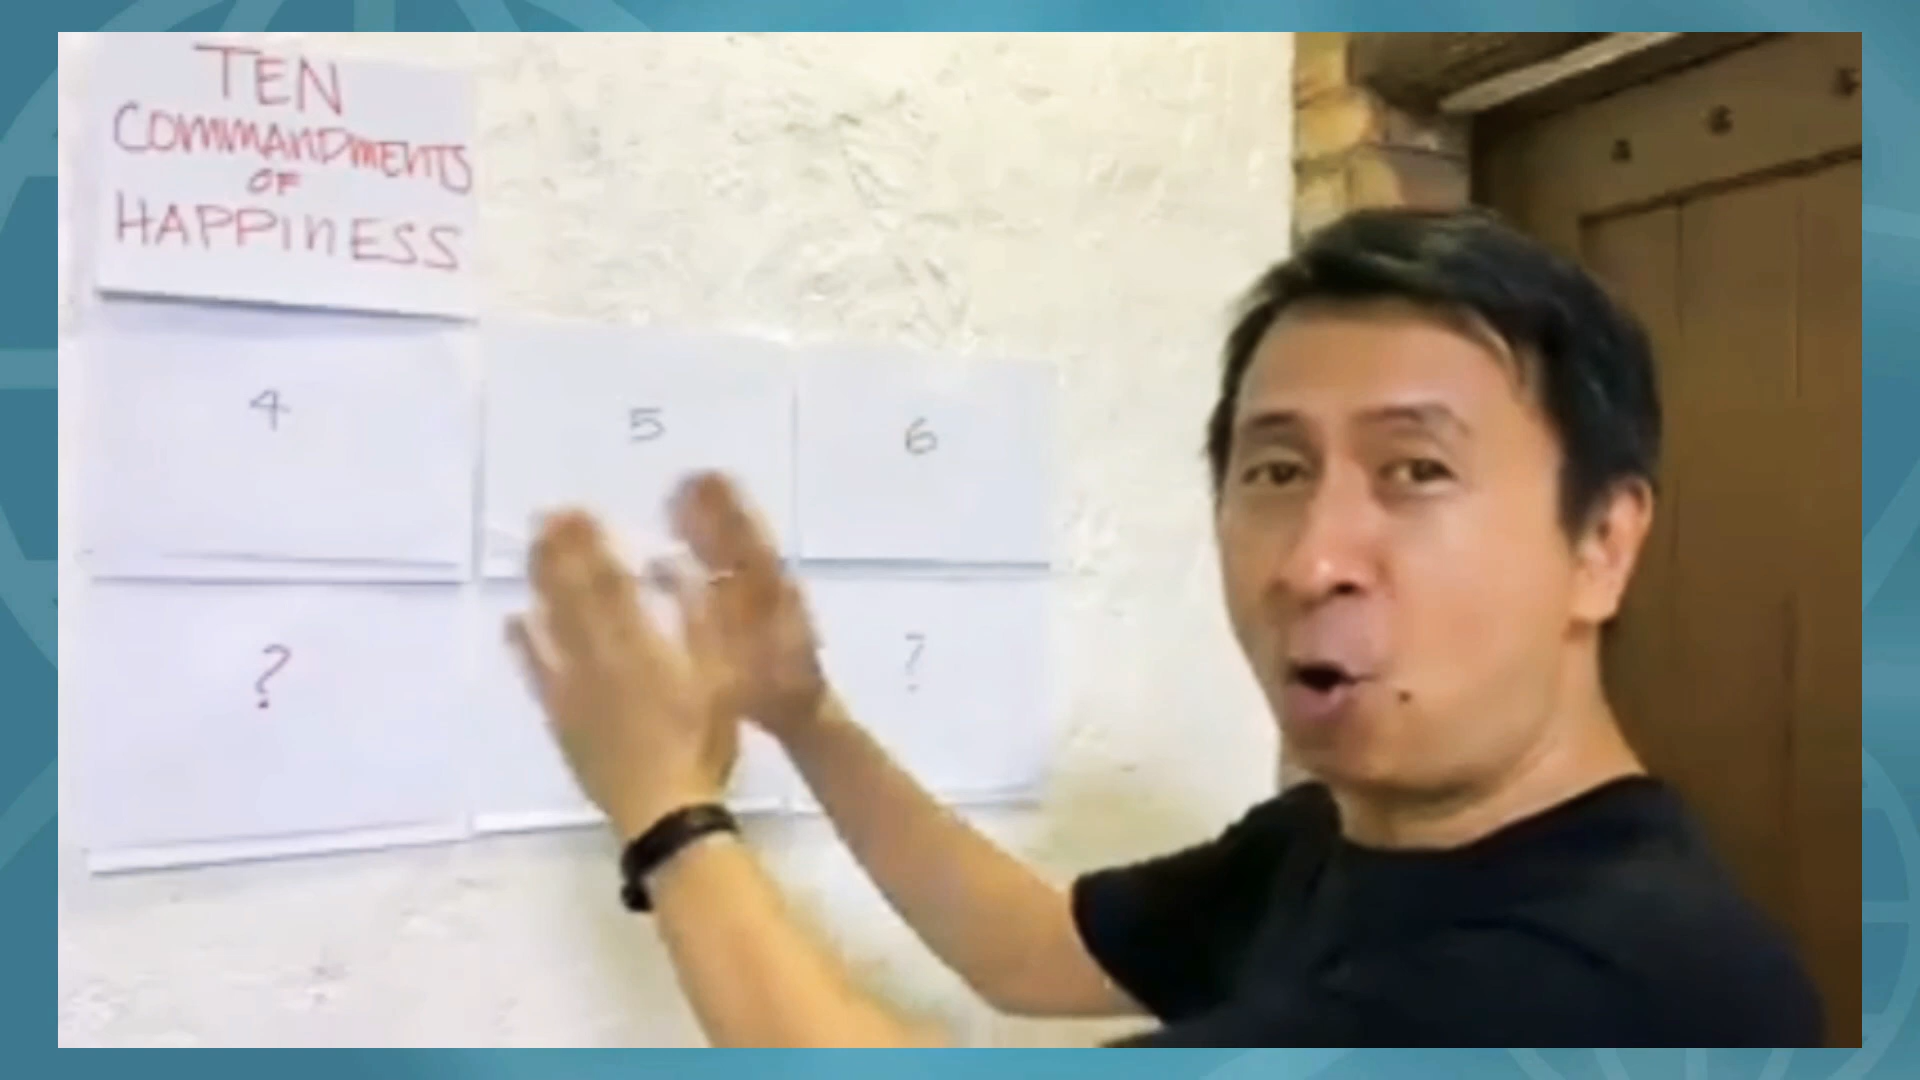 TEN
COMMANDMENTS
OF
HAPPINESS
4 5 6
? ?